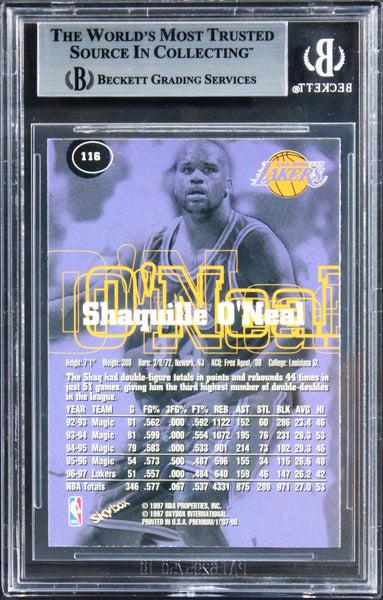 THE WORLD'S MOST TRUSTED
SOURCE IN COLLECTING™
B BECKETT GRADING SERVICES
BECKETT®
116
LOS ANGELES
LAKERS
O'Neal
Shaquille O'Neal
Height: 7'1" Weight: 300 Born: 3/6/72, Newark, NJ ACQ: Free Agent, '96 College: Louisiana St.
The Shaq had double-figure totals in points and rebounds 44 times in
just 51 games, giving him the third highest number of double-doubles
in the league.
YEAR TEAM G FG% 3FG% FT% REB AST STL BLK AVG HI
92-93 Magic 81 .562 .000 .592 1122 152 60 286 23.4 46
93-94 Magic 81 .599 .000 .554 1072 195 76 231 29.3 53
94-95 Magic 79 .583 .000 .533 901 214 73 192 29.3 46
95-96 Magic 54 .573 .500 .487 596 155 34 115 26.6 49
96-97 Lakers 51 .557 .000 .484 640 159 46 147 26.2 42
NBA Totals 346 .577 .067 .537 4331 875 289 971 27.0 53
NBA
SKYBOX
© 1997 NBA PROPERTIES, INC.
© 1997 SKYBOX INTERNATIONAL.
PRINTED IN U.S.A. PREMIUM/1/'97-98